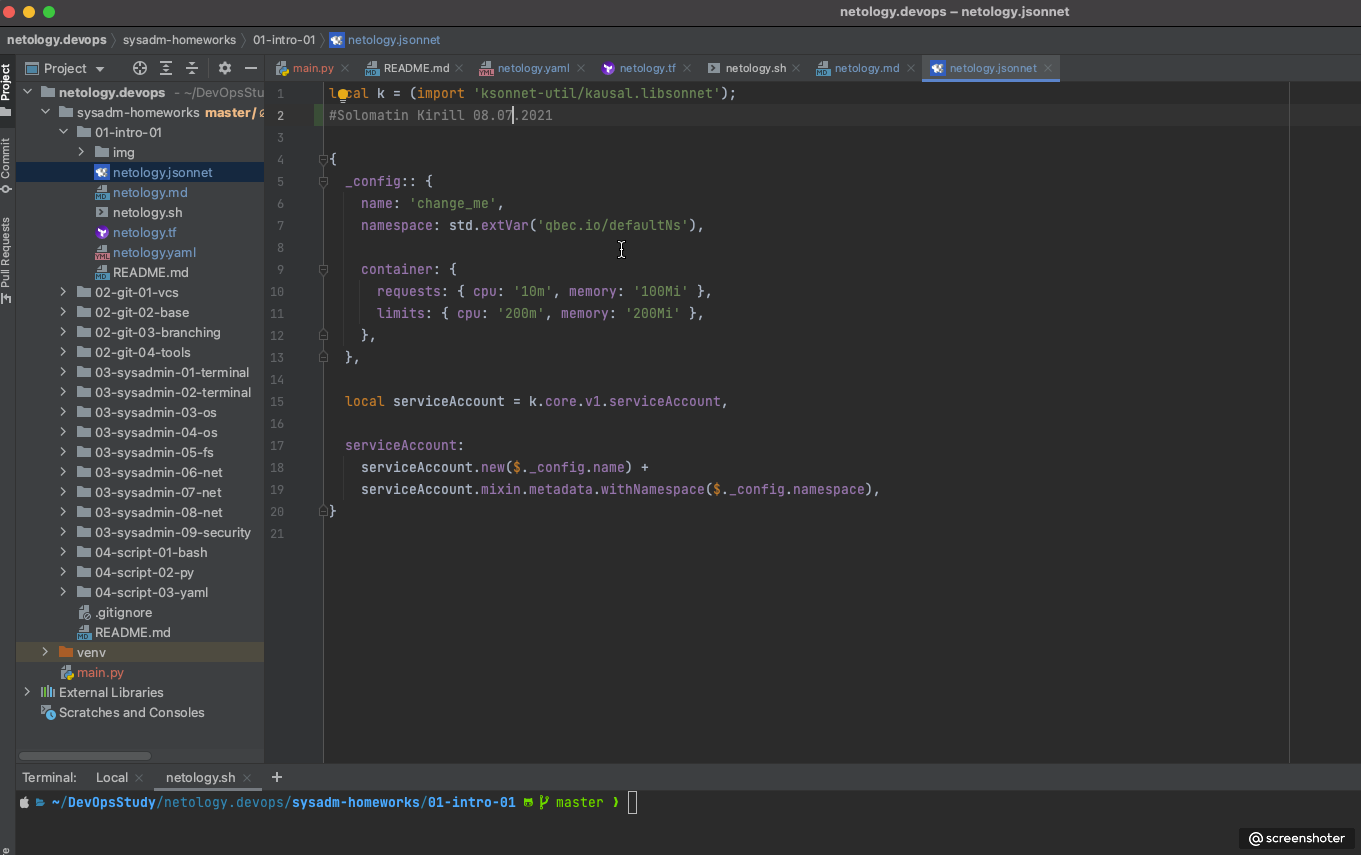 netology.devops – netology.jsonnet
netology.devops sysadm-homeworks 01-intro-01 netology.jsonnet
Project
Commit
Pull Requests
Project
main.py README.md netology.yaml netology.tf netology.sh netology.md netology.jsonnet
netology.devops - ~/DevOpsStu
sysadm-homeworks master /
01-intro-01
img
netology.jsonnet
netology.md
netology.sh
netology.tf
netology.yaml
README.md
02-git-01-vcs
02-git-02-base
02-git-03-branching
02-git-04-tools
03-sysadmin-01-terminal
03-sysadmin-02-terminal
03-sysadmin-03-os
03-sysadmin-04-os
03-sysadmin-05-fs
03-sysadmin-06-net
03-sysadmin-07-net
03-sysadmin-08-net
03-sysadmin-09-security
04-script-01-bash
04-script-02-py
04-script-03-yaml
.gitignore
README.md
venv
main.py
External Libraries
Scratches and Consoles
1 local k = (import 'ksonnet-util/kausal.libsonnet');
2 #Solomatin Kirill 08.07.2021
3
4 {
5 _config:: {
6 name: 'change_me',
7 namespace: std.extVar('qbec.io/defaultNs'),
8
9 container: {
10 requests: { cpu: '10m', memory: '100Mi' },
11 limits: { cpu: '200m', memory: '200Mi' },
12 },
13 },
14
15 local serviceAccount = k.core.v1.serviceAccount,
16
17 serviceAccount:
18 serviceAccount.new($._config.name) +
19 serviceAccount.mixin.metadata.withNamespace($._config.namespace),
20 }
21
Terminal: Local netology.sh +
~/DevOpsStudy/netology.devops/sysadm-homeworks/01-intro-01 master ❯
@screenshoter